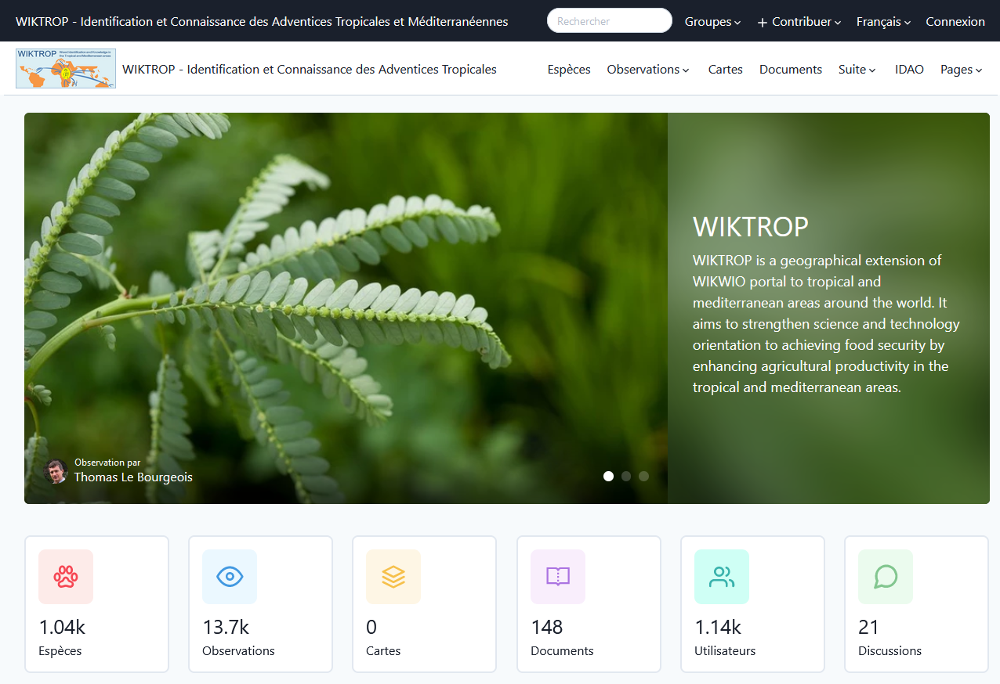 WIKTROP - Identification et Connaissance des Adventices Tropicales et Méditerranéennes
Rechercher
Groupes
+ Contribuer
Français
Connexion
WIKTROP Weed Identification and Knowledge in
the Tropical and Mediterranean areas
WIKTROP - Identification et Connaissance des Adventices Tropicales
Espèces
Observations
Cartes
Documents
Suite
IDAO
Pages
WIKTROP
WIKTROP is a geographical extension of
WIKWIO portal to tropical and
mediterranean areas around the world. It
aims to strengthen science and technology
orientation to achieving food security by
enhancing agricultural productivity in the
tropical and mediterranean areas.
Observation par
Thomas Le Bourgeois
1.04k
Espèces
13.7k
Observations
0
Cartes
148
Documents
1.14k
Utilisateurs
21
Discussions